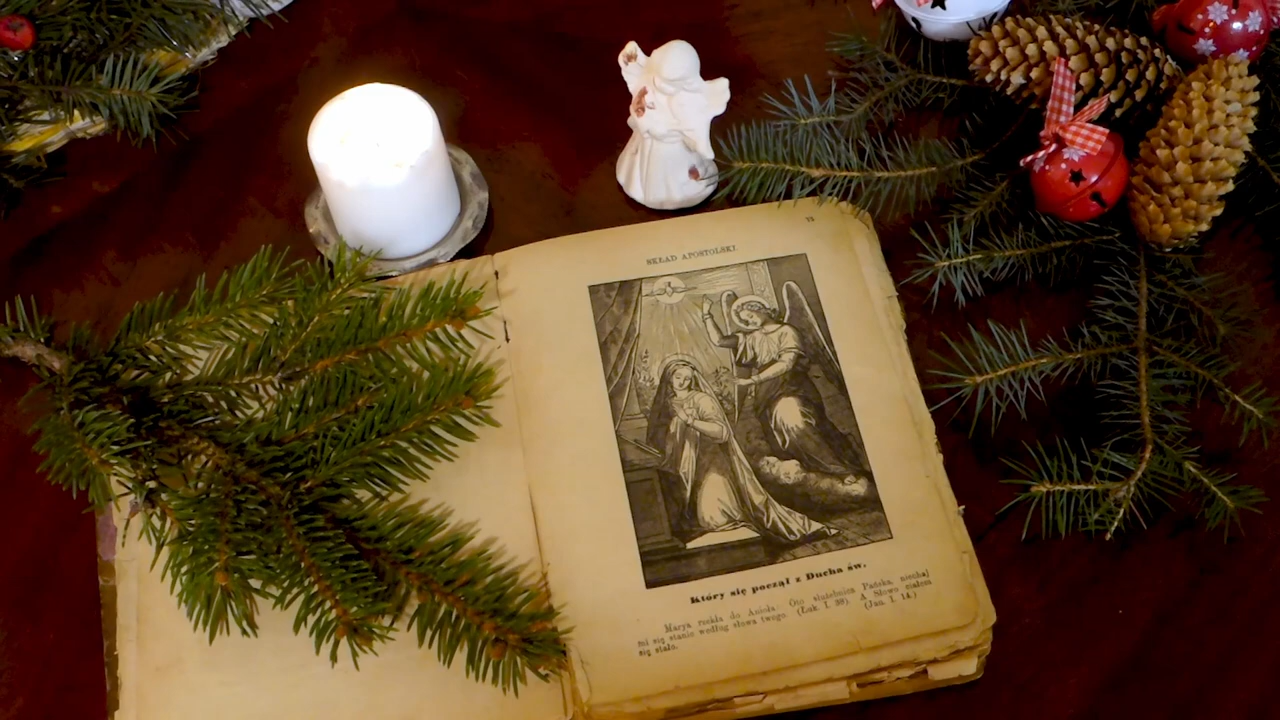 SKŁAD APOSTOLSKI.
Który się począł z Ducha św.
Marya rzekła do Anioła: Oto służebnica Pańska, niechaj
mi się stanie według słowa twego. (Łuk. I. 38). A Słowo ciałem
się stało. (Jan. I. 14.)